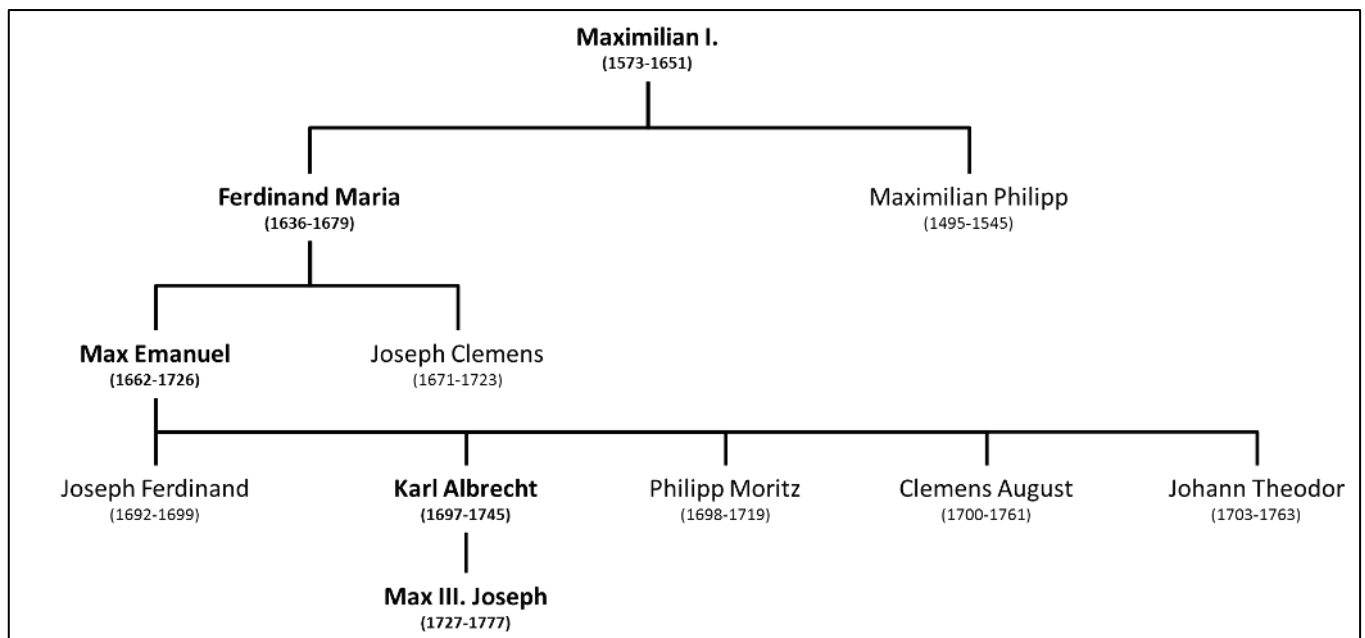 Maximilian I.
(1573-1651)
Ferdinand Maria
(1636-1679)
Maximilian Philipp
(1495-1545)
Max Emanuel
(1662-1726)
Joseph Clemens
(1671-1723)
Joseph Ferdinand
(1692-1699)
Karl Albrecht
(1697-1745)
Philipp Moritz
(1698-1719)
Clemens August
(1700-1761)
Johann Theodor
(1703-1763)
Max III. Joseph
(1727-1777)